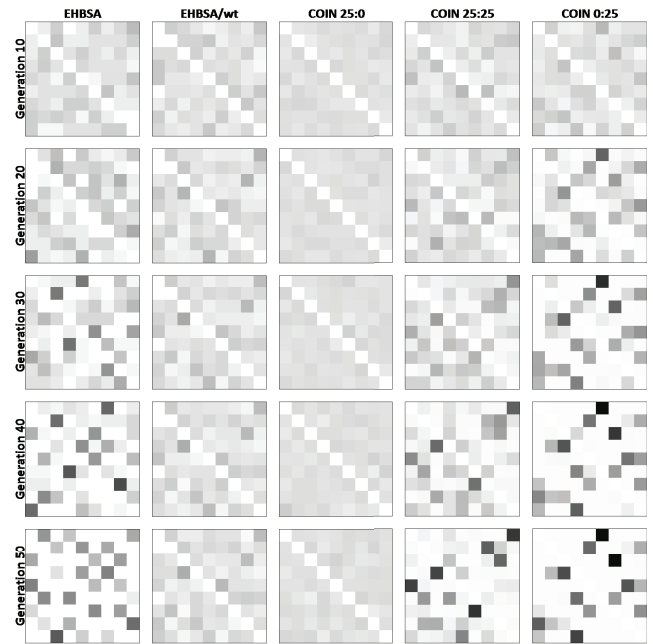 EHBSA EHBSA/wt COIN 25:0 COIN 25:25 COIN 0:25
Generation 10
Generation 20
Generation 30
Generation 40
Generation 50